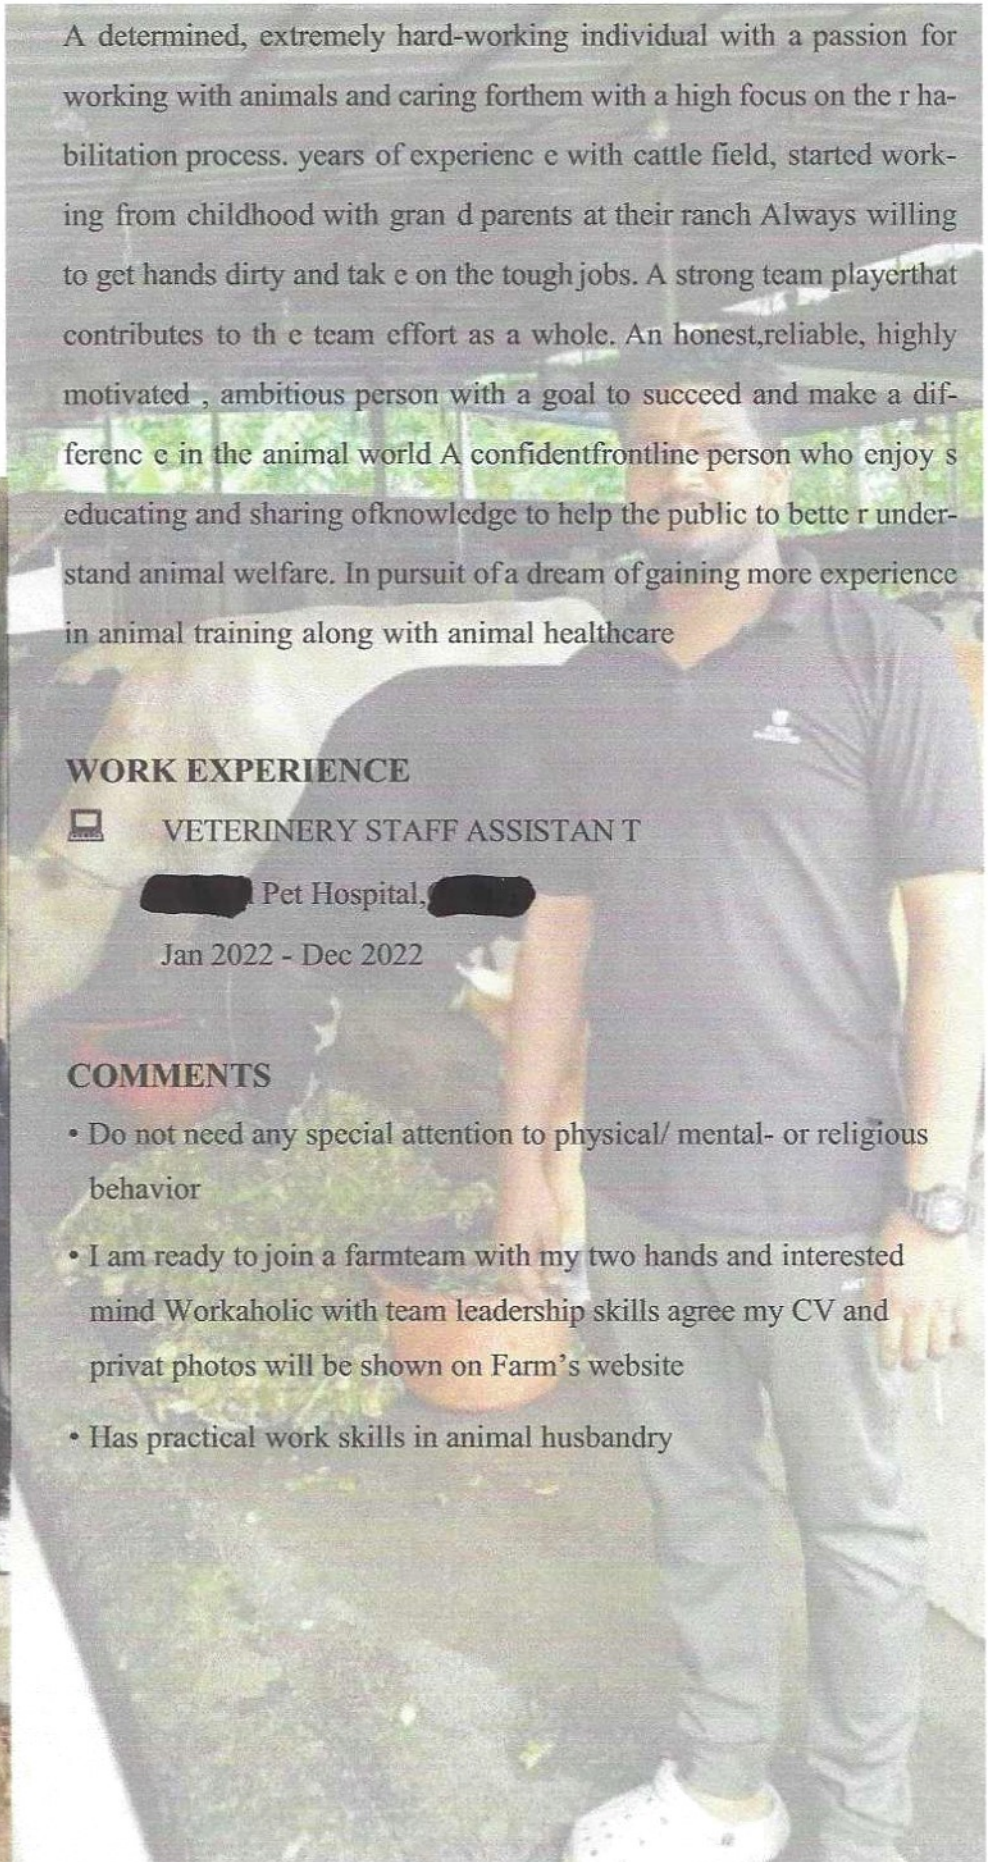 A determined, extremely hard-working individual with a passion for
working with animals and caring forthem with a high focus on the r ha-
bilitation process. years of experienc e with cattle field, started work-
ing from childhood with gran d parents at their ranch Always willing
to get hands dirty and tak e on the tough jobs. A strong team playerthat
contributes to th e team effort as a whole. An honest,reliable, highly
motivated , ambitious person with a goal to succeed and make a dif-
ferenc e in the animal world A confidentfrontline person who enjoy s
educating and sharing ofknowledge to help the public to bette r under-
stand animal welfare. In pursuit of a dream of gaining more experience
in animal training along with animal healthcare
WORK EXPERIENCE
VETERINERY STAFF ASSISTAN T
Pet Hospital,
Jan 2022 - Dec 2022
COMMENTS
• Do not need any special attention to physical/ mental- or religious
behavior
• I am ready to join a farmteam with my two hands and interested
mind Workaholic with team leadership skills agree my CV and
privat photos will be shown on Farm's website
• Has practical work skills in animal husbandry